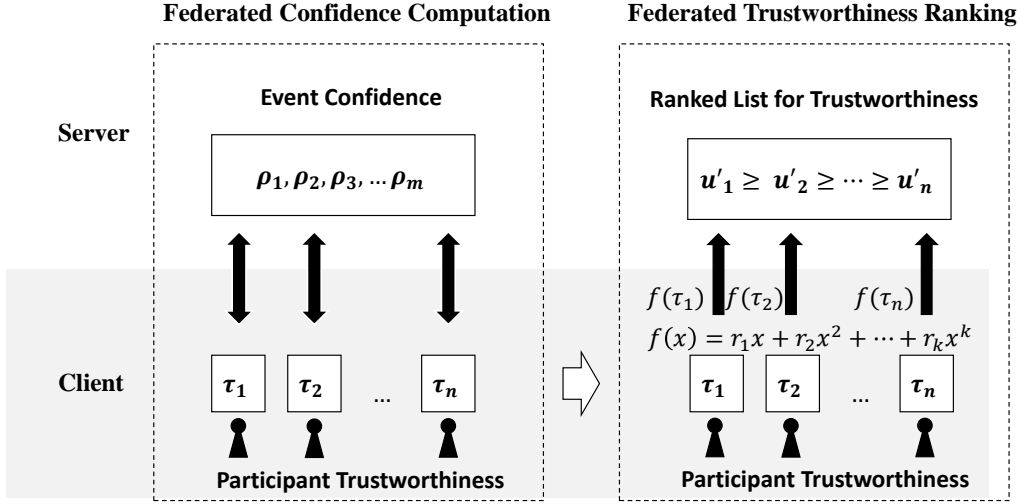 Federated Confidence Computation
Federated Trustworthiness Ranking
Event Confidence
Ranked List for Trustworthiness
Server
ρ₁, ρ₂, ρ₃, … ρₘ
u′₁ ≥ u′₂ ≥ ⋯ ≥ u′ₙ
f(τ₁) f(τ₂) f(τₙ)
f(x) = r₁x + r₂x² + ⋯ + rₖxᵏ
Client
τ₁ τ₂ … τₙ
τ₁ τ₂ … τₙ
Participant Trustworthiness
Participant Trustworthiness